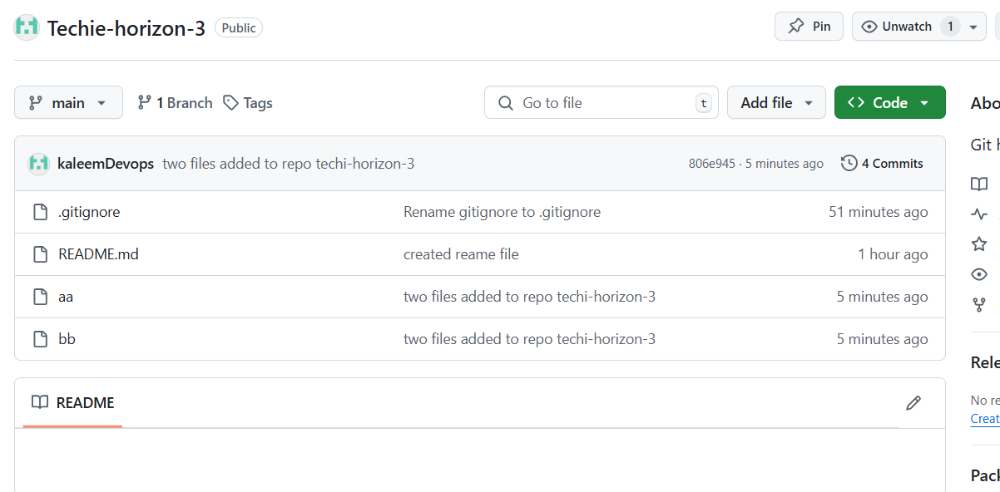 Techie-horizon-3 Public Pin Unwatch 1
main 1 Branch Tags Go to file t Add file Code
kaleemDevops two files added to repo techi-horizon-3 806e945 · 5 minutes ago 4 Commits
.gitignore Rename gitignore to .gitignore 51 minutes ago
README.md created reame file 1 hour ago
aa two files added to repo techi-horizon-3 5 minutes ago
bb two files added to repo techi-horizon-3 5 minutes ago
README
Abo
Git h
Rele
No re
Creat
Pack